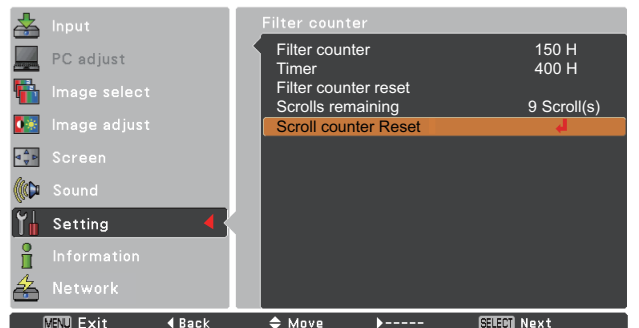 Input
PC adjust
Image select
Image adjust
Screen
Sound
Setting
Information
Network
Filter counter
Filter counter 150 H
Timer 400 H
Filter counter reset
Scrolls remaining 9 Scroll(s)
Scroll counter Reset
MENU Exit Back Move ----- SELECT Next